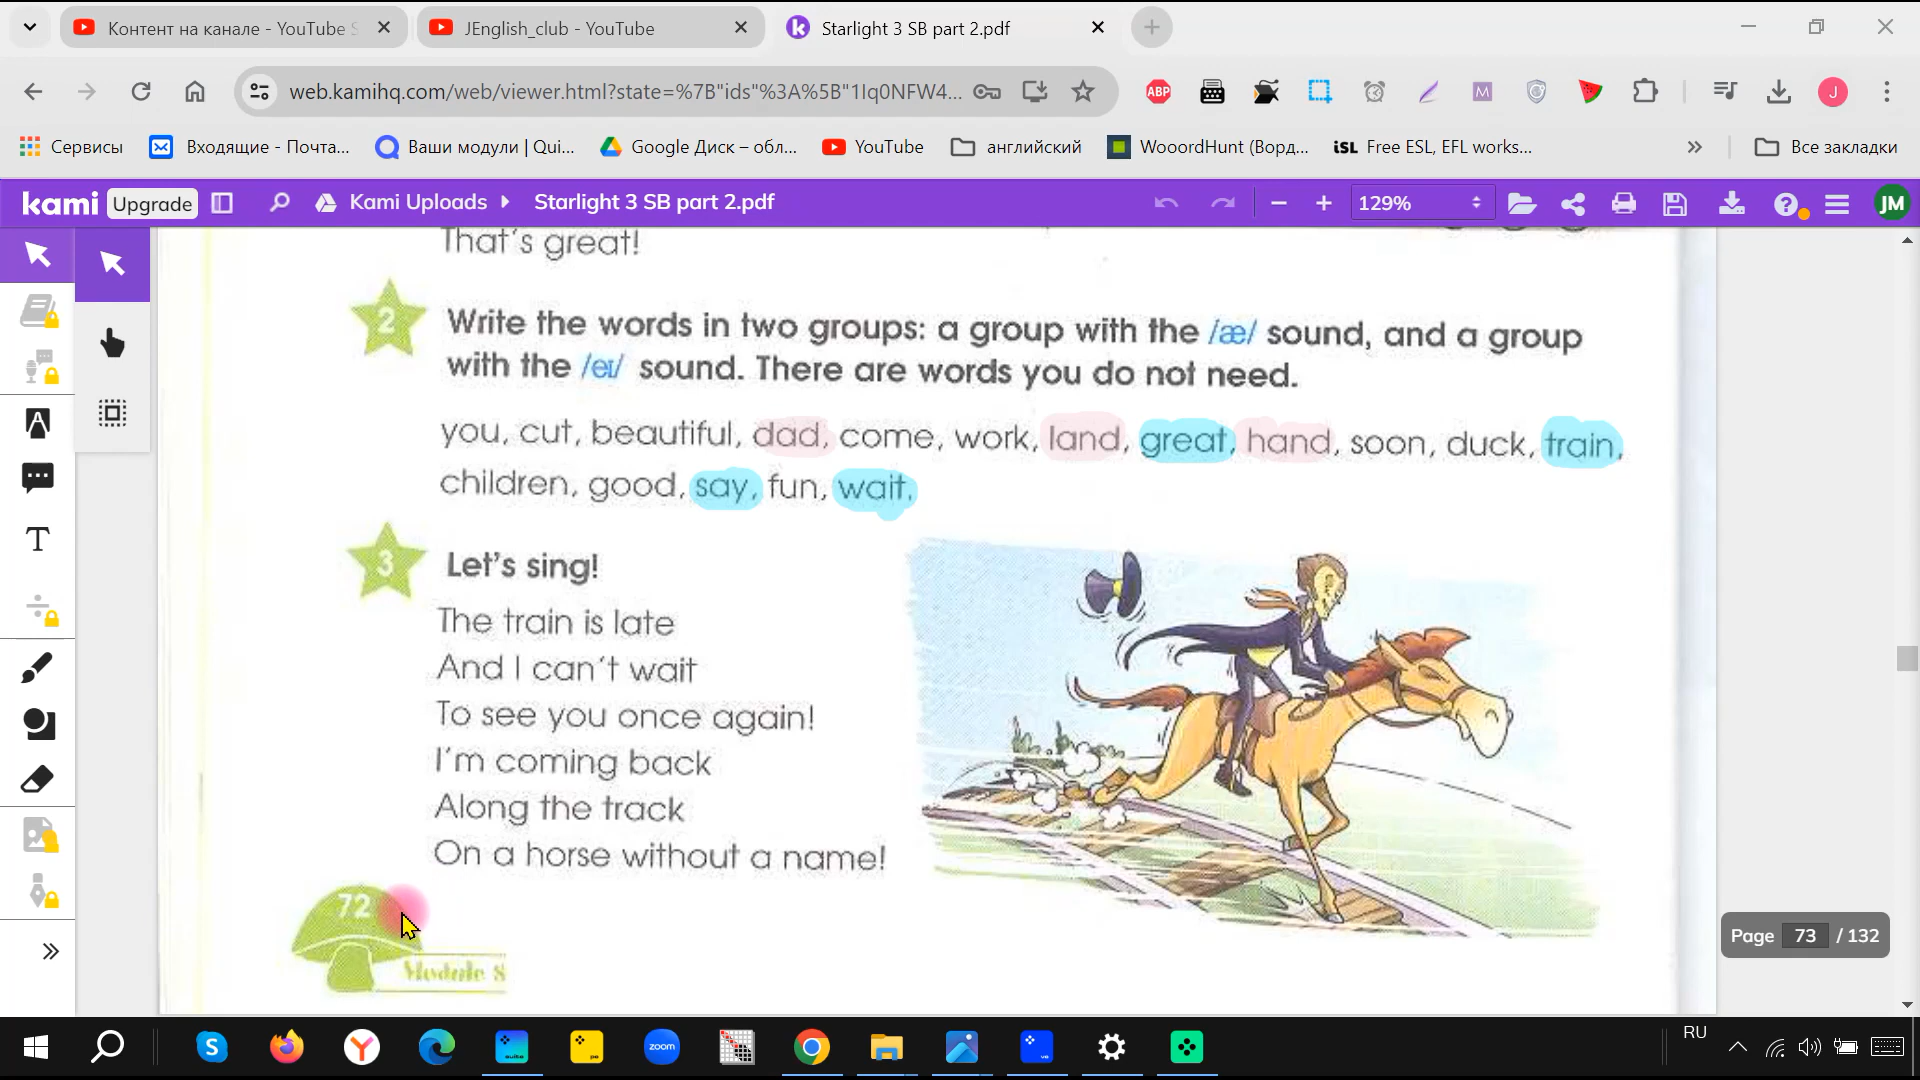 Контент на канале - YouTube S
JEnglish_club - YouTube
Starlight 3 SB part 2.pdf
web.kamihq.com/web/viewer.html?state=%7B"ids"%3A%5B"1Iq0NFW4...
ABP
M
J
Сервисы
Входящие - Почта...
Ваши модули | Qui...
Google Диск – обл...
YouTube
английский
WooordHunt (Ворд...
iSL Free ESL, EFL works...
»
Все закладки
kami Upgrade
Kami Uploads
Starlight 3 SB part 2.pdf
129%
JM
That's great!
2
Write the words in two groups: a group with the /æ/ sound, and a group
with the /eɪ/ sound. There are words you do not need.
you, cut, beautiful, dad, come, work, land, great, hand, soon, duck, train,
children, good, say, fun, wait.
3
Let's sing!
The train is late
And I can't wait
To see you once again!
I'm coming back
Along the track
On a horse without a name!
72
Module 8
Page 73 / 132
zoom
RU